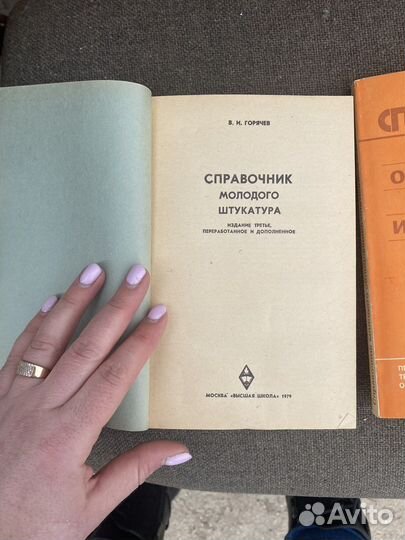 В. И. ГОРЯЧЕВ
СПРАВОЧНИК
МОЛОДОГО
ШТУКАТУРА
ИЗДАНИЕ ТРЕТЬЕ,
ПЕРЕРАБОТАННОЕ И ДОПОЛНЕННОЕ
МОСКВА «ВЫСШАЯ ШКОЛА» 1979
Avito